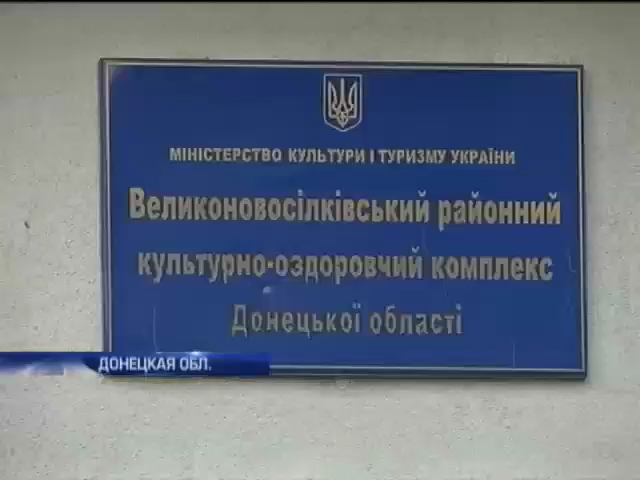 МІНІСТЕРСТВО КУЛЬТУРИ І ТУРИЗМУ УКРАЇНИ
Великоновосілківський районний
культурно-оздоровчий комплекс
Донецької області
ДОНЕЦКАЯ ОБЛ.